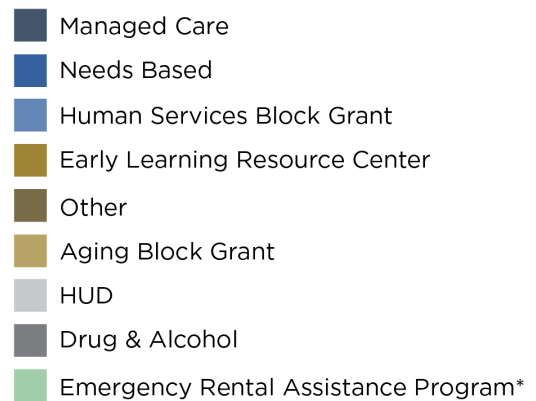 Managed Care
Needs Based
Human Services Block Grant
Early Learning Resource Center
Other
Aging Block Grant
HUD
Drug & Alcohol
Emergency Rental Assistance Program*